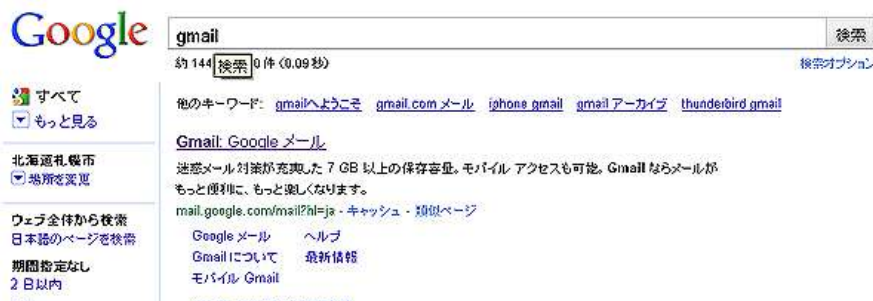 Google
gmail
検索
約 144
検索
0 件 (0.09 秒)
検索オプション
すべて
もっと見る
北海道札幌市
場所を変更
ウェブ全体から検索
日本語のページを検索
期間指定なし
2 日以内
他のキーワード: gmailへようこそ gmail.com メール iphone gmail gmail アーカイブ thunderbird gmail
Gmail: Google メール
迷惑メール対策が充実した 7 GB 以上の保存容量。モバイル アクセスも可能。Gmail ならメールが
もっと便利に、もっと楽しくなります。
mail.google.com/mail?hl=ja - キャッシュ - 類似ページ
Google メール ヘルプ
Gmail について 最新情報
モバイル Gmail